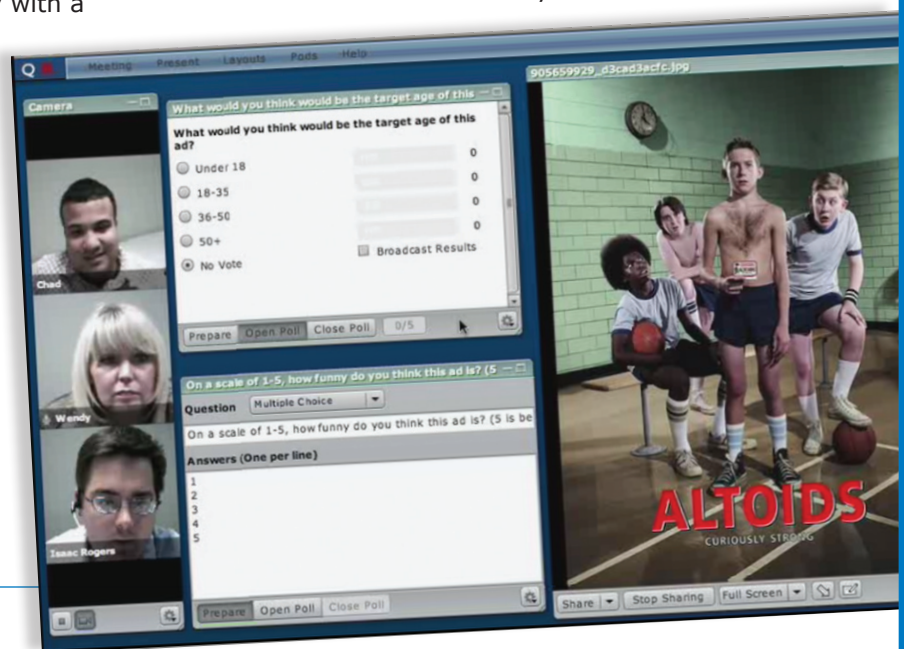 with a
Meeting Present Layouts Pods Help
Camera
Chad
Wendy
Isaac Rogers
What would you think would be the target age of this
What would you think would be the target age of this
ad?
Under 18 0
18-35 0
36-50 0
50+ 0
No Vote
Broadcast Results
Prepare Open Poll Close Poll 0/5
On a scale of 1-5, how funny do you think this ad is? (5
Question Multiple Choice
On a scale of 1-5, how funny do you think this ad is? (5 is be
Answers (One per line)
1
2
3
4
5
Prepare Open Poll Close Poll
905659929_d3cad3acfc.jpg
ALTOIDS
CURIOUSLY STRONG
Share Stop Sharing Full Screen